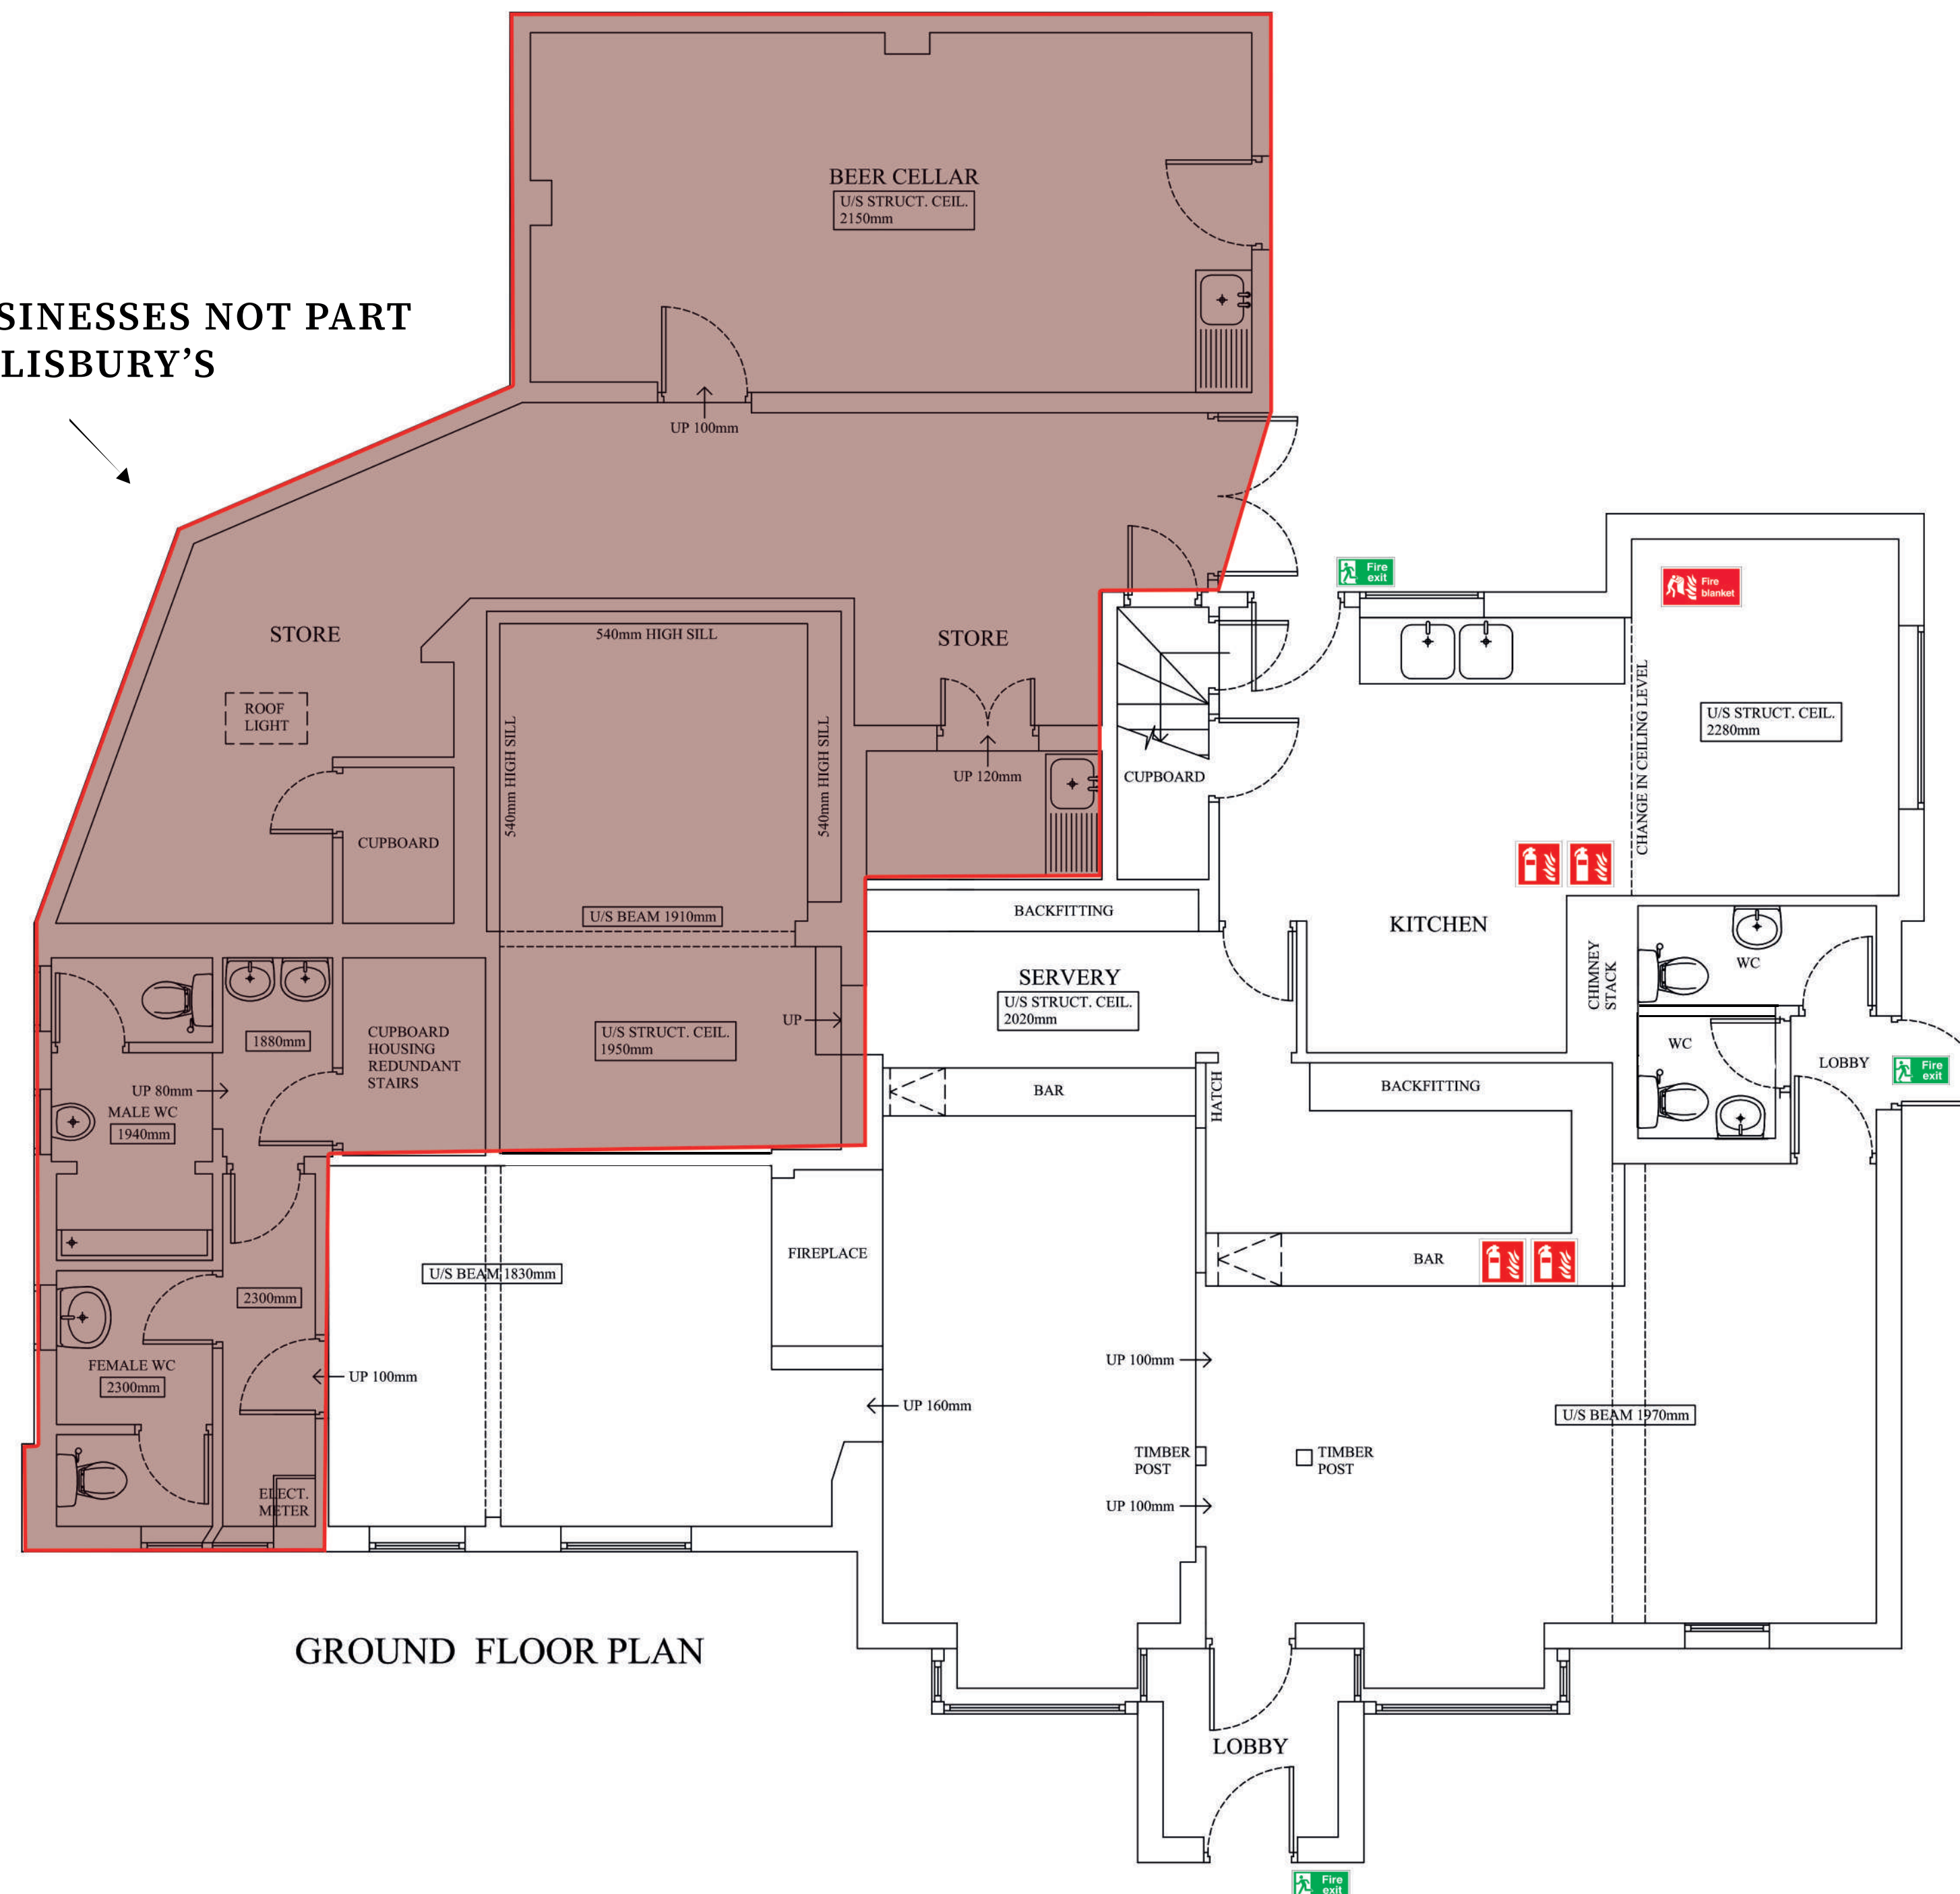 BEER CELLAR
U/S STRUCT. CEIL.
2150mm
SINESSES NOT PART
LISBURY’S
UP 100mm
Fire
exit
Fire
blanket
STORE
540mm HIGH SILL
STORE
ROOF
LIGHT
540mm HIGH SILL
540mm HIGH SILL
UP 120mm
CUPBOARD
CHANGE IN CEILING LEVEL
U/S STRUCT. CEIL.
2280mm
CUPBOARD
U/S BEAM 1910mm
BACKFITTING
KITCHEN
SERVERY
U/S STRUCT. CEIL.
2020mm
CHIMNEY
STACK
WC
UP
CUPBOARD
HOUSING
REDUNDANT
STAIRS
U/S STRUCT. CEIL.
1950mm
1880mm
WC
LOBBY
Fire
exit
UP 80mm
MALE WC
1940mm
BAR
HATCH
BACKFITTING
FIREPLACE
BAR
U/S BEAM 1830mm
2300mm
FEMALE WC
2300mm
UP 100mm
UP 100mm
UP 160mm
U/S BEAM 1970mm
TIMBER
POST
TIMBER
POST
ELECT.
METER
UP 100mm
GROUND FLOOR PLAN
LOBBY
Fire
exit